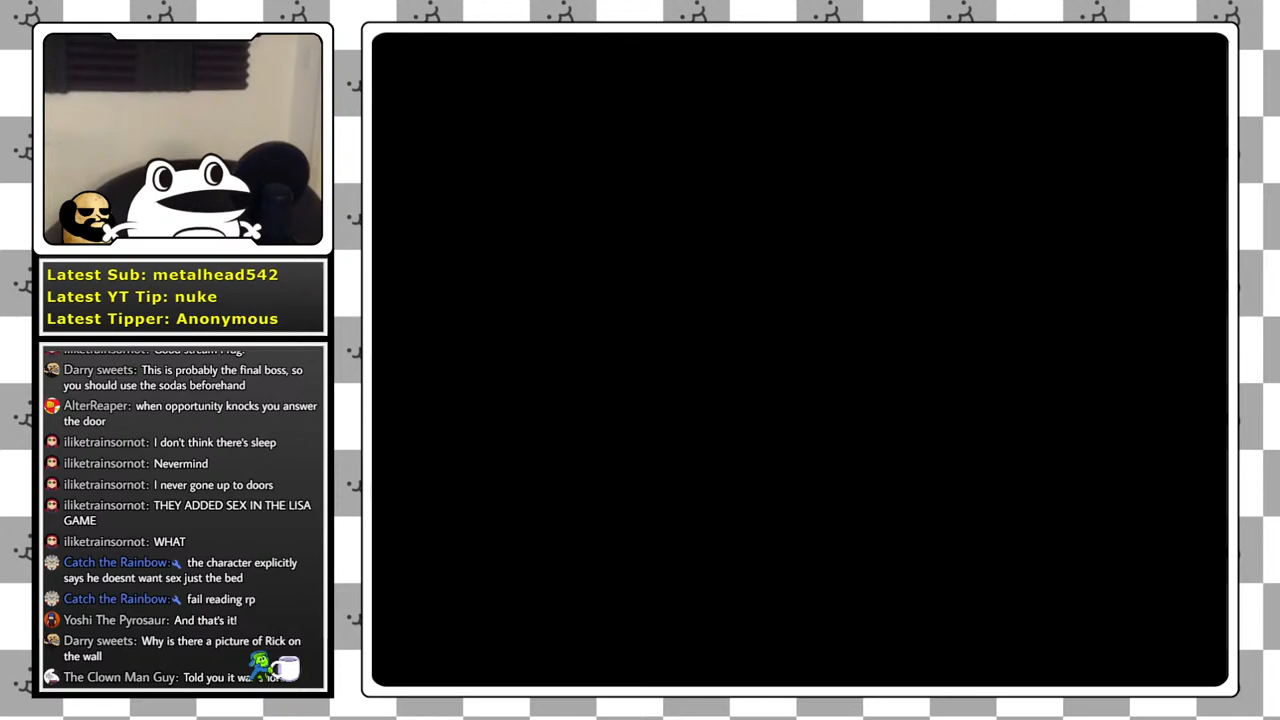 Latest Sub: metalhead542
Latest YT Tip: nuke
Latest Tipper: Anonymous
iliketrainsornot: Good stream Frug.
Darry sweets: This is probably the final boss, so
you should use the sodas beforehand
AlterReaper: when opportunity knocks you answer
the door
iliketrainsornot: I don't think there's sleep
iliketrainsornot: Nevermind
iliketrainsornot: I never gone up to doors
iliketrainsornot: THEY ADDED SEX IN THE LISA
GAME
iliketrainsornot: WHAT
Catch the Rainbow: the character explicitly
says he doesnt want sex just the bed
Catch the Rainbow: fail reading rp
Yoshi The Pyrosaur: And that's it!
Darry sweets: Why is there a picture of Rick on
the wall
The Clown Man Guy: Told you it